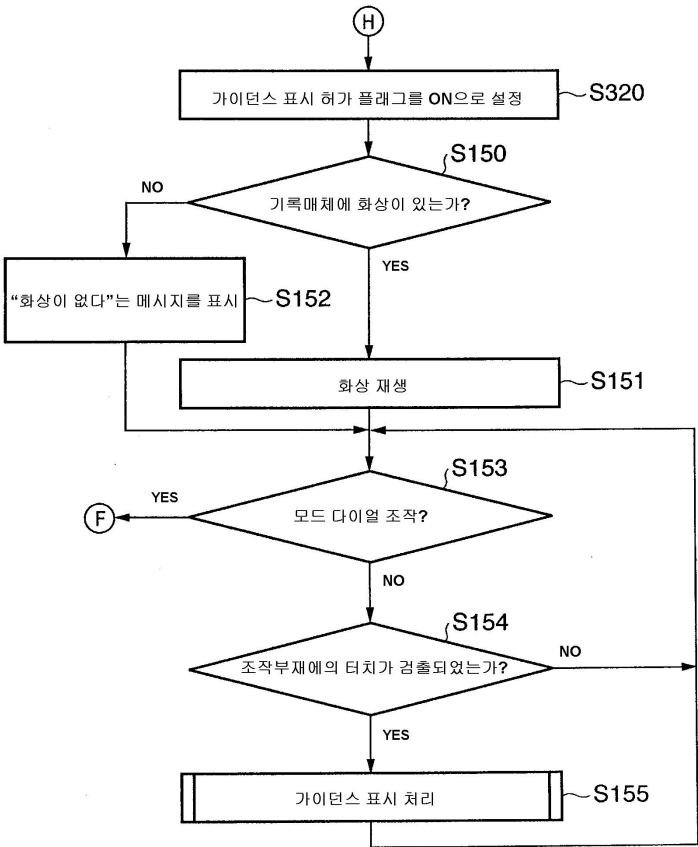 H
가이던스 표시 허가 플래그를 ON으로 설정
S320
S150
기록매체에 화상이 있는가?
NO
YES
“화상이 없다”는 메시지를 표시
S152
화상 재생
S151
S153
모드 다이얼 조작?
YES
F
NO
S154
조작부재에의 터치가 검출되었는가?
NO
YES
가이던스 표시 처리
S155